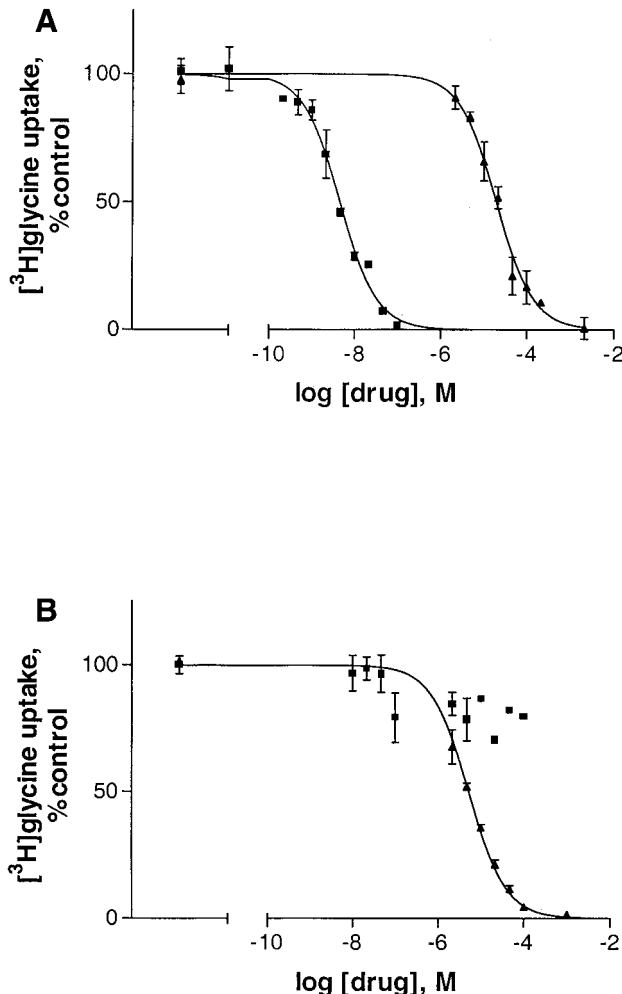 A
[³H]glycine uptake,
%control
100
50
0
-10 -8 -6 -4 -2
log [drug], M
B
[³H]glycine uptake,
%control
100
50
0
-10 -8 -6 -4 -2
log [drug], M